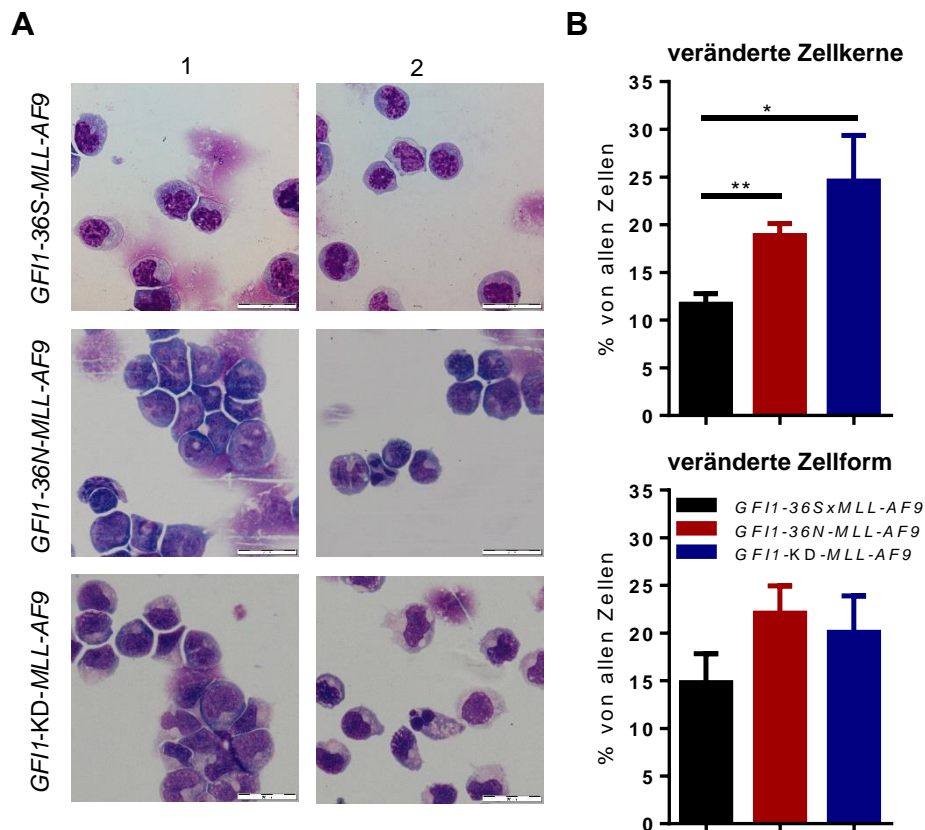 A
1
2
GFI1-36S-MLL-AF9
GFI1-36N-MLL-AF9
GFI1-KD-MLL-AF9
B
veränderte Zellkerne
% von allen Zellen
35
30
25
20
15
10
5
0
*
**
veränderte Zellform
% von allen Zellen
35
30
25
20
15
10
5
0
GFI1-36SxMLL-AF9
GFI1-36N-MLL-AF9
GFI1-KD-MLL-AF9